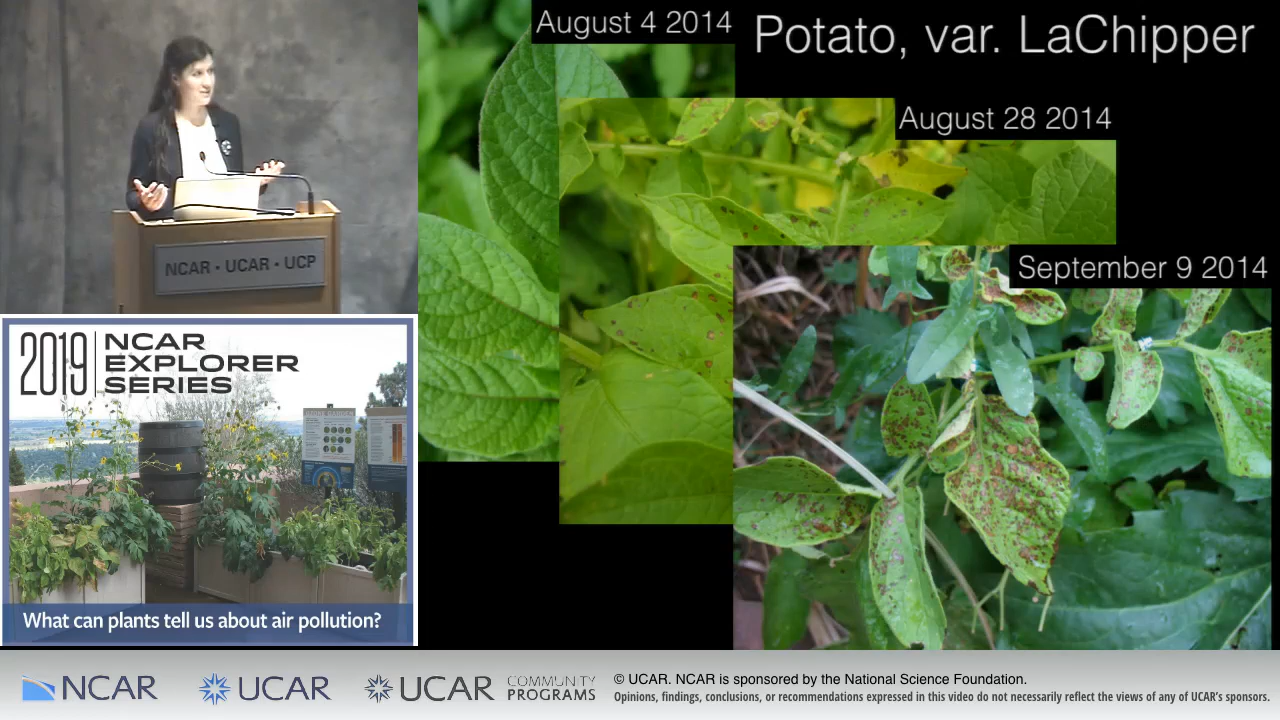 August 4 2014
Potato, var. LaChipper
August 28 2014
September 9 2014
NCAR • UCAR • UCP
2019
NCAR
EXPLORER
SERIES
What can plants tell us about air pollution?
NCAR
UCAR
UCAR
COMMUNITY
PROGRAMS
© UCAR. NCAR is sponsored by the National Science Foundation.
Opinions, findings, conclusions, or recommendations expressed in this video do not necessarily reflect the views of any of UCAR's sponsors.